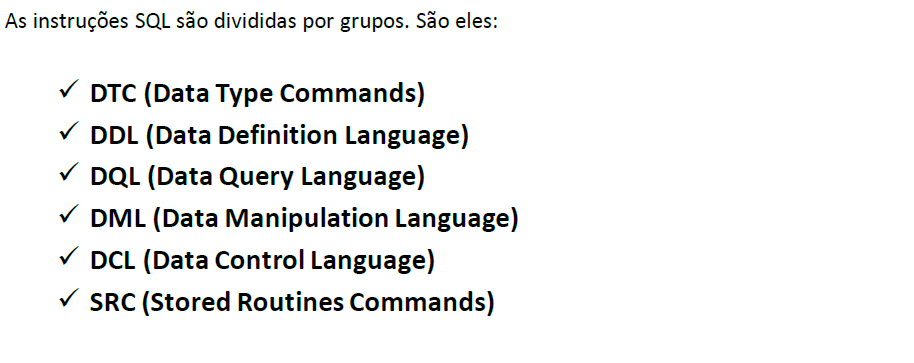 As instruções SQL são divididas por grupos. São eles:
✓ DTC (Data Type Commands)
✓ DDL (Data Definition Language)
✓ DQL (Data Query Language)
✓ DML (Data Manipulation Language)
✓ DCL (Data Control Language)
✓ SRC (Stored Routines Commands)